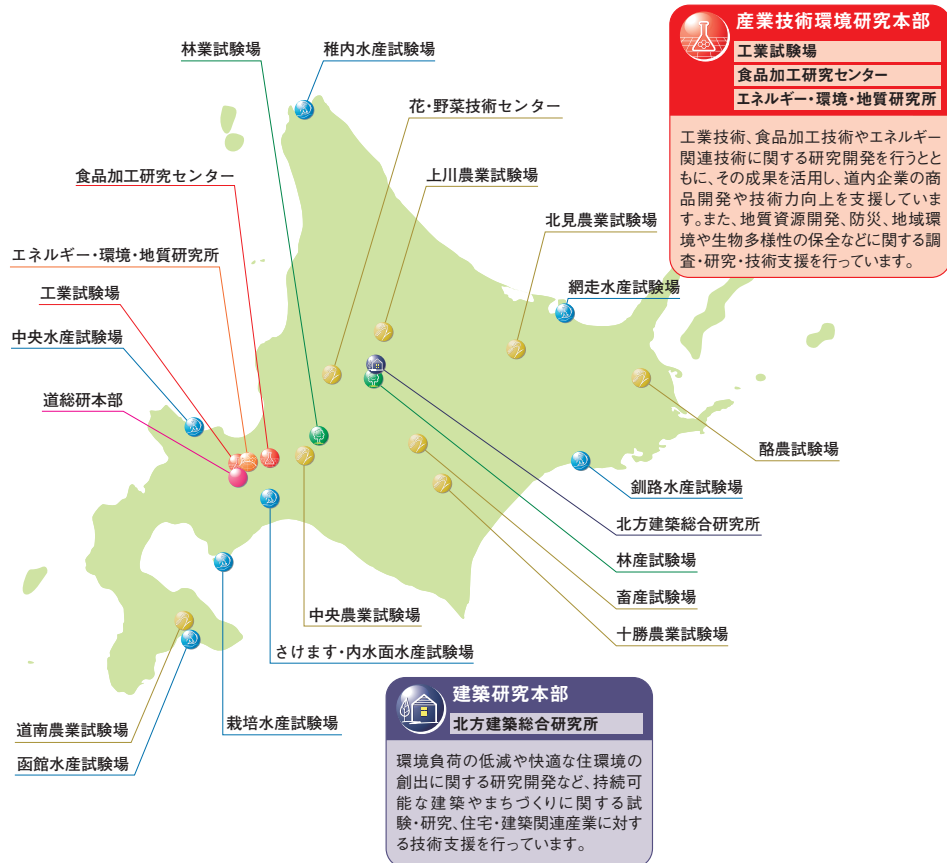 産業技術環境研究本部
工業試験場
食品加工研究センター
エネルギー・環境・地質研究所
工業技術、食品加工技術やエネルギー
関連技術に関する研究開発を行うとと
もに、その成果を活用し、道内企業の商
品開発や技術力向上を支援していま
す。また、地質資源開発、防災、地域環
境や生物多様性の保全などに関する調
査・研究・技術支援を行っています。
林業試験場
稚内水産試験場
花・野菜技術センター
食品加工研究センター
上川農業試験場
北見農業試験場
エネルギー・環境・地質研究所
工業試験場
網走水産試験場
中央水産試験場
道総研本部
酪農試験場
釧路水産試験場
北方建築総合研究所
林産試験場
畜産試験場
中央農業試験場
十勝農業試験場
さけます・内水面水産試験場
栽培水産試験場
道南農業試験場
函館水産試験場
建築研究本部
北方建築総合研究所
環境負荷の低減や快適な住環境の
創出に関する研究開発など、持続
可能な建築やまちづくりに関する試
験・研究、住宅・建築関連産業に対す
る技術支援を行っています。